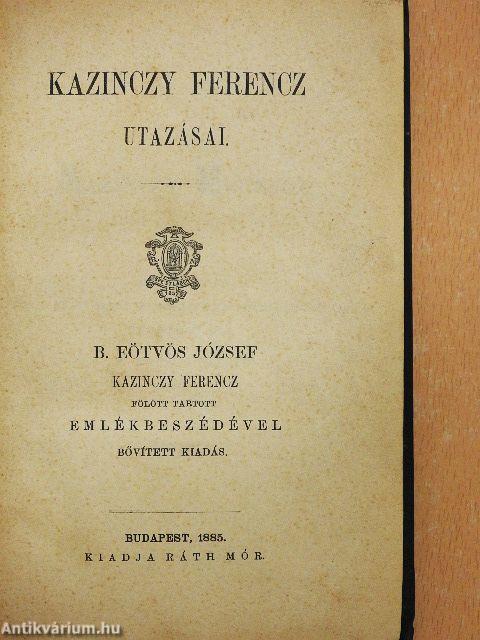 KAZINCZY FERENCZ
UTAZÁSAI.
B. EÖTVÖS JÓZSEF
KAZINCZY FERENCZ
FÖLÖTT TARTOTT
EMLÉKBESZÉDÉVEL
BŐVÍTETT KIADÁS.
BUDAPEST, 1885.
KIADJA RÁTH MÓR.
Antikvárium.hu